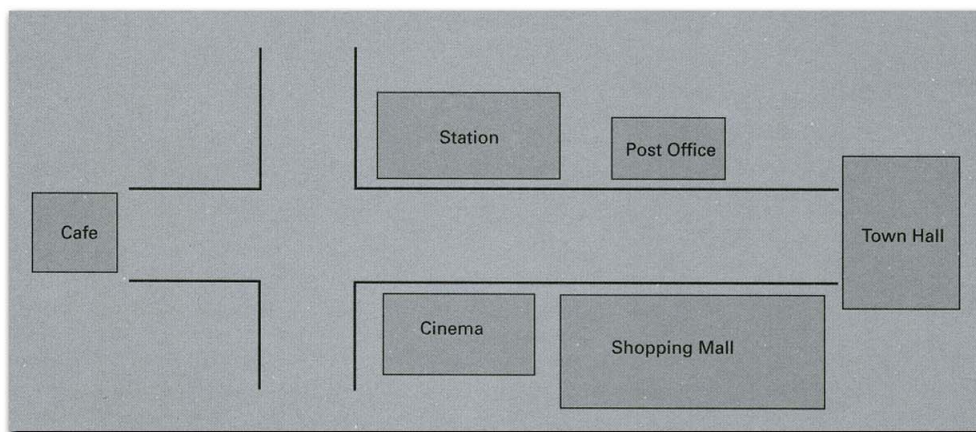 Station
Post Office
Cafe
Town Hall
Cinema
Shopping Mall